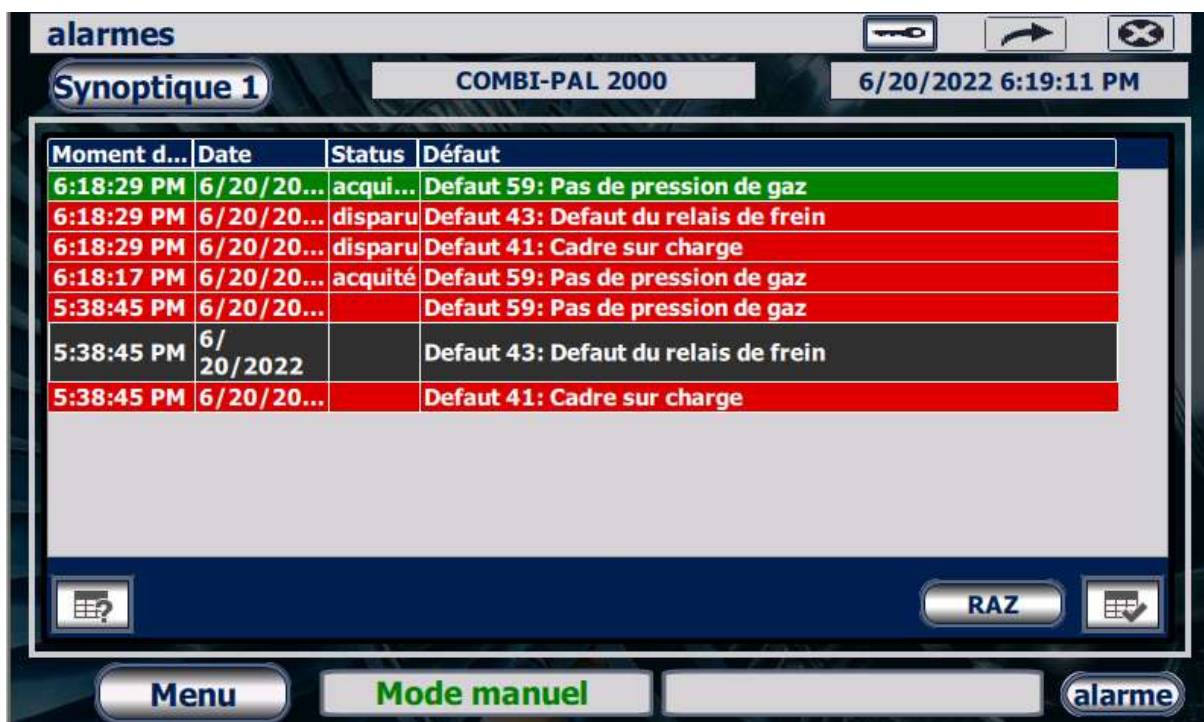 alarmes
Synoptique 1 COMBI-PAL 2000 6/20/2022 6:19:11 PM
Moment d... Date Status Défaut
6:18:29 PM 6/20/20... acqui... Defaut 59: Pas de pression de gaz
6:18:29 PM 6/20/20... disparu Defaut 43: Defaut du relais de frein
6:18:29 PM 6/20/20... disparu Defaut 41: Cadre sur charge
6:18:17 PM 6/20/20... acquité Defaut 59: Pas de pression de gaz
5:38:45 PM 6/20/20... Defaut 59: Pas de pression de gaz
5:38:45 PM 6/
20/2022 Defaut 43: Defaut du relais de frein
5:38:45 PM 6/20/20... Defaut 41: Cadre sur charge
? RAZ
Menu Mode manuel alarme